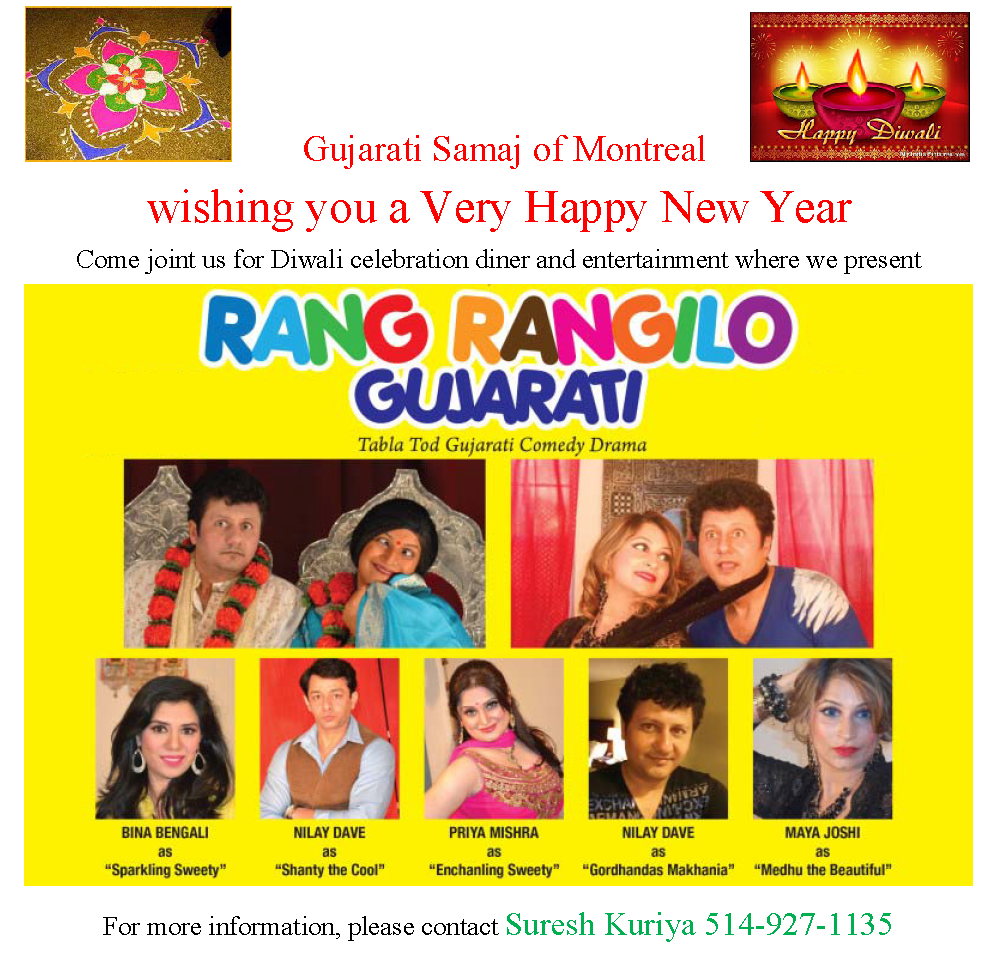 Happy Diwali
Gujarati Samaj of Montreal
wishing you a Very Happy New Year
Come joint us for Diwali celebration diner and entertainment where we present
RANG RANGILO
GUJARATI
Tabla Tod Gujarati Comedy Drama
BINA BENGALI
as
"Sparkling Sweety"
NILAY DAVE
as
"Shanty the Cool"
PRIYA MISHRA
as
"Enchanling Sweety"
NILAY DAVE
as
"Gordhandas Makhania"
MAYA JOSHI
as
"Medhu the Beautiful"
For more information, please contact Suresh Kuriya 514-927-1135